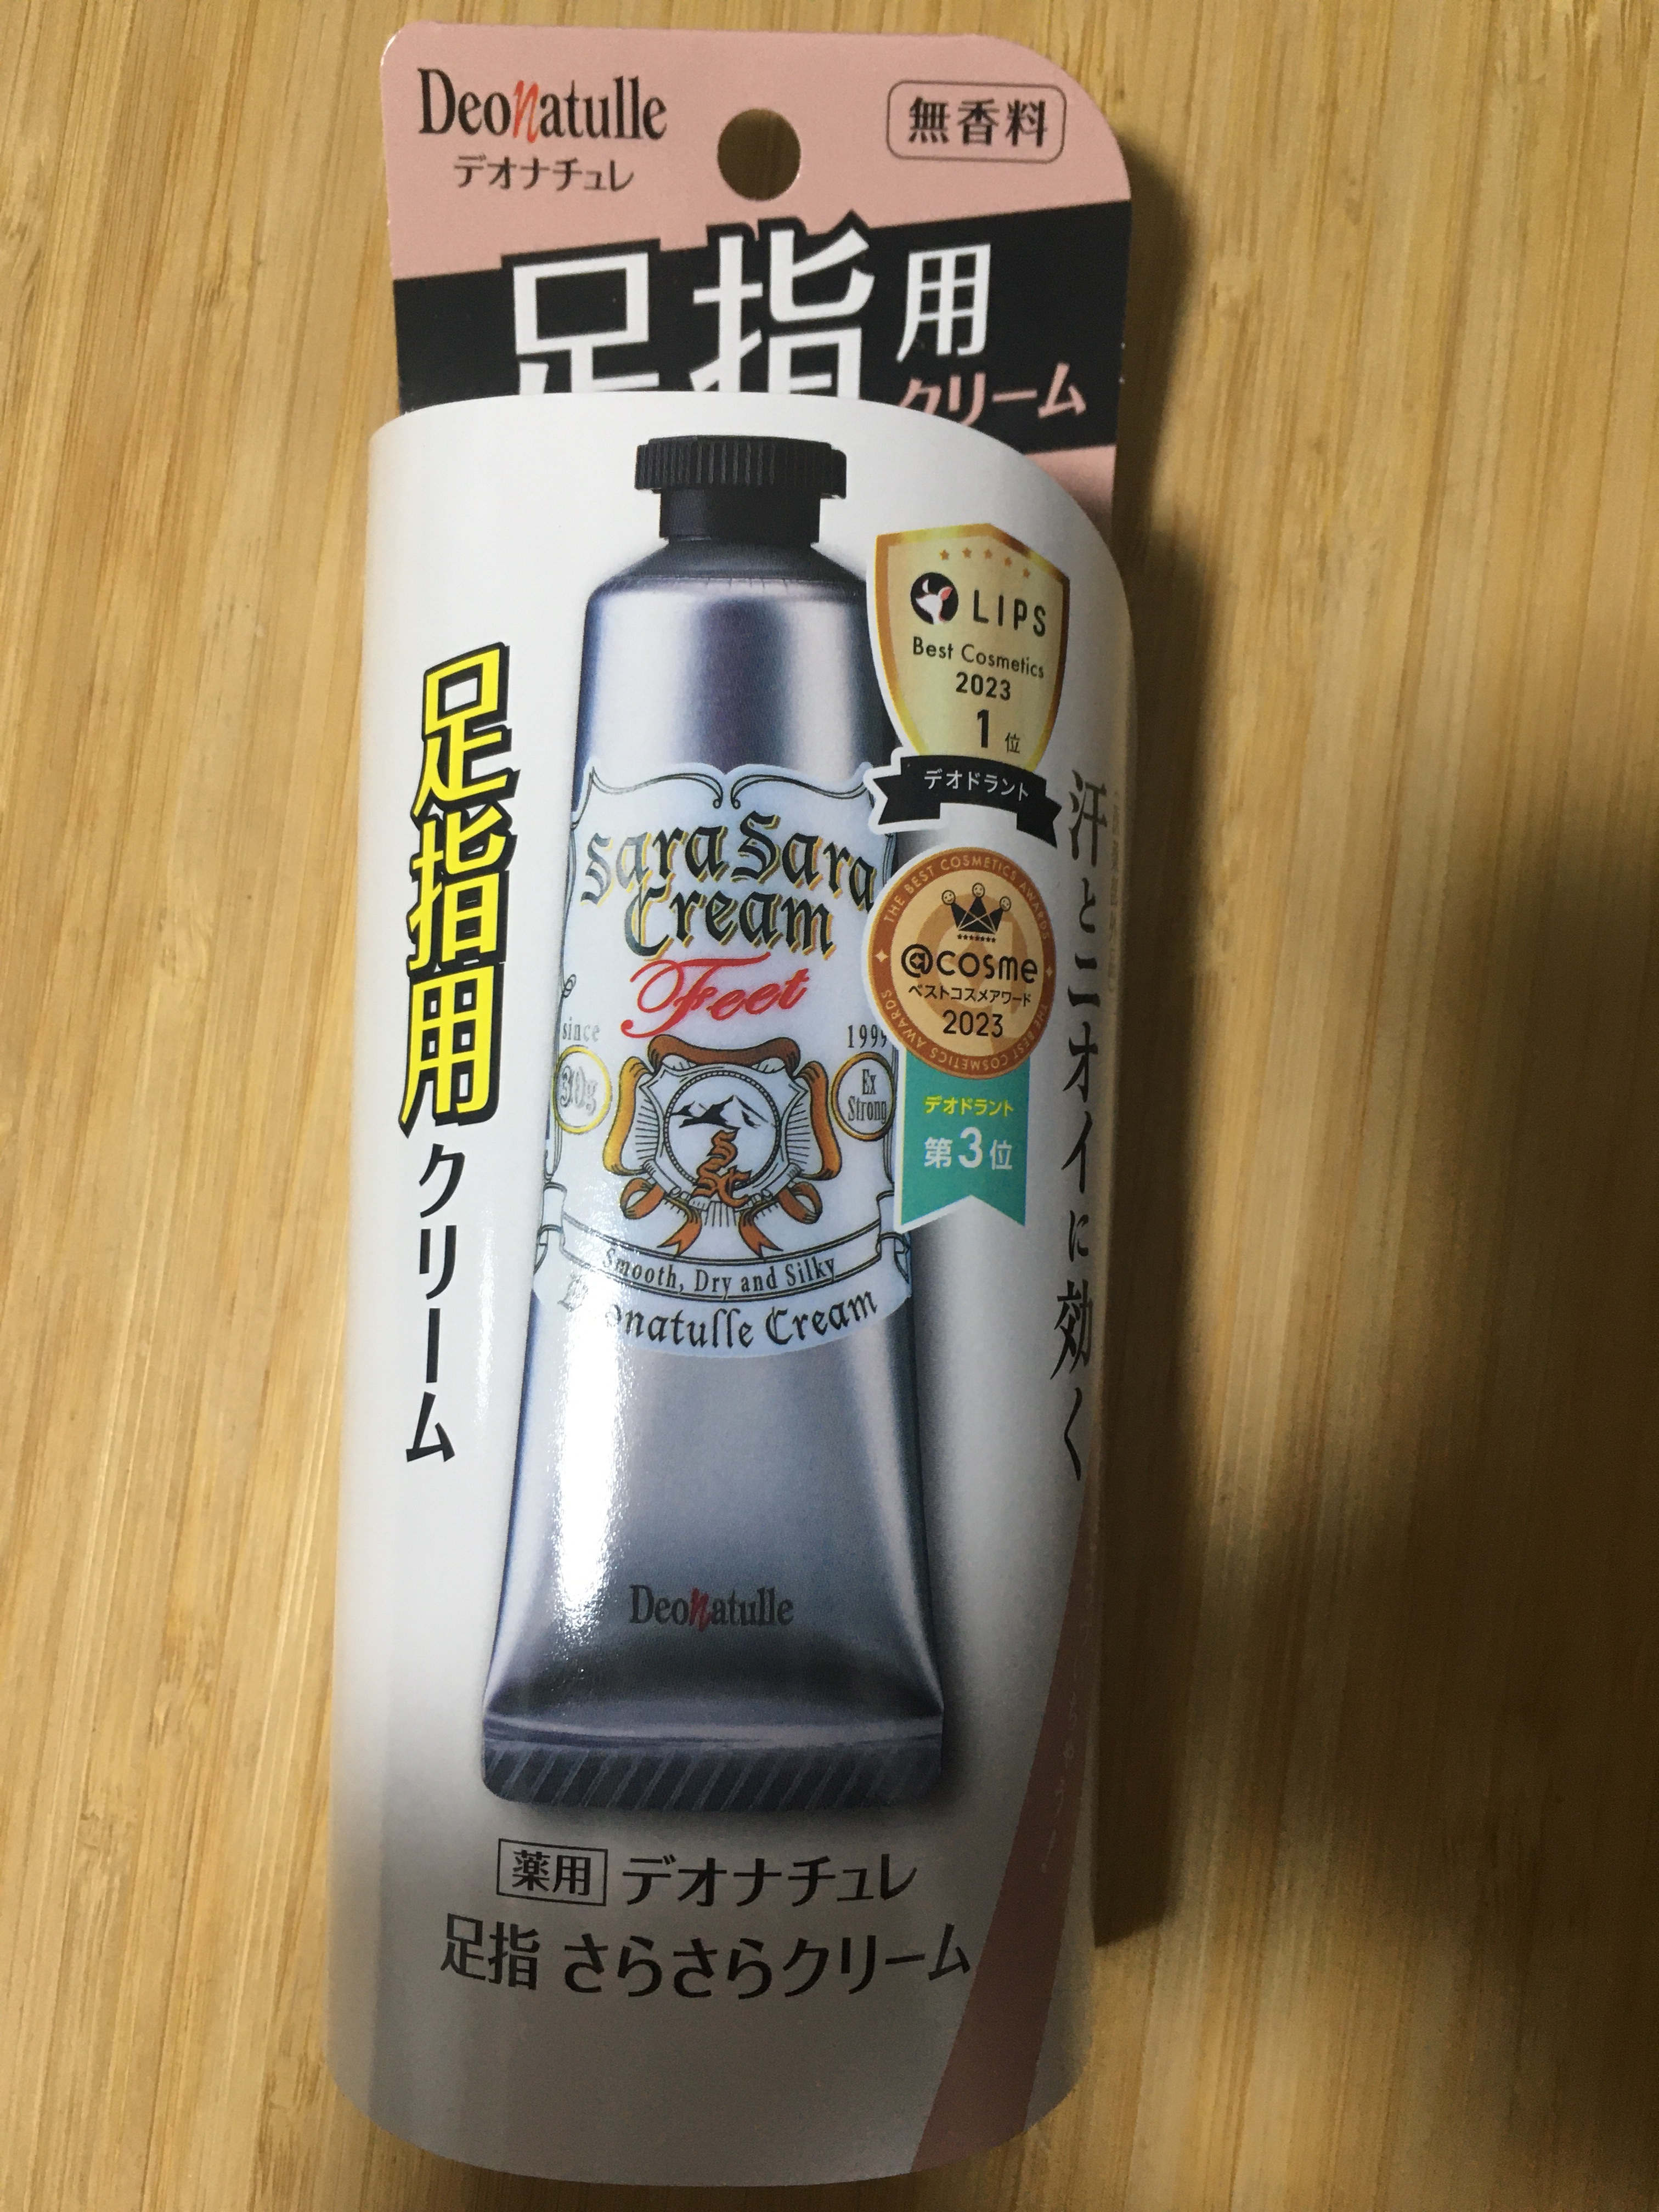 Deonatulle
デオナチュレ
無香料
足指用
クリーム
足指用クリーム
LIPS
Best Cosmetics
2023
1位
デオドラント
THE BEST COSMETICS AWARDS
@cosme
ベストコスメアワード
2023
THE BEST COSMETICS AWARDS
デオドラント
第3位
汗とニオイに効く
Sara Sara
Cream
Feet
since
1999
30g
Ex
Strong
SSC
Smooth, Dry and Silky
Deonatulle Cream
Deonatulle
薬用 デオナチュレ
足指 さらさらクリーム